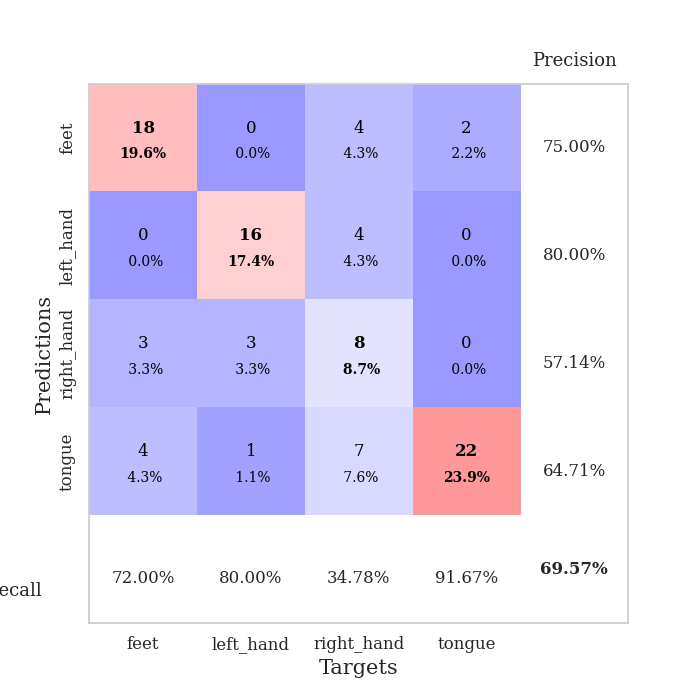 Precision
feet 18 0 4 2 75.00%
19.6% 0.0% 4.3% 2.2%
left_hand 0 16 4 0 80.00%
0.0% 17.4% 4.3% 0.0%
Predictions
right_hand 3 3 8 0 57.14%
3.3% 3.3% 8.7% 0.0%
tongue 4 1 7 22 64.71%
4.3% 1.1% 7.6% 23.9%
ecall 72.00% 80.00% 34.78% 91.67% 69.57%
feet left_hand right_hand tongue
Targets